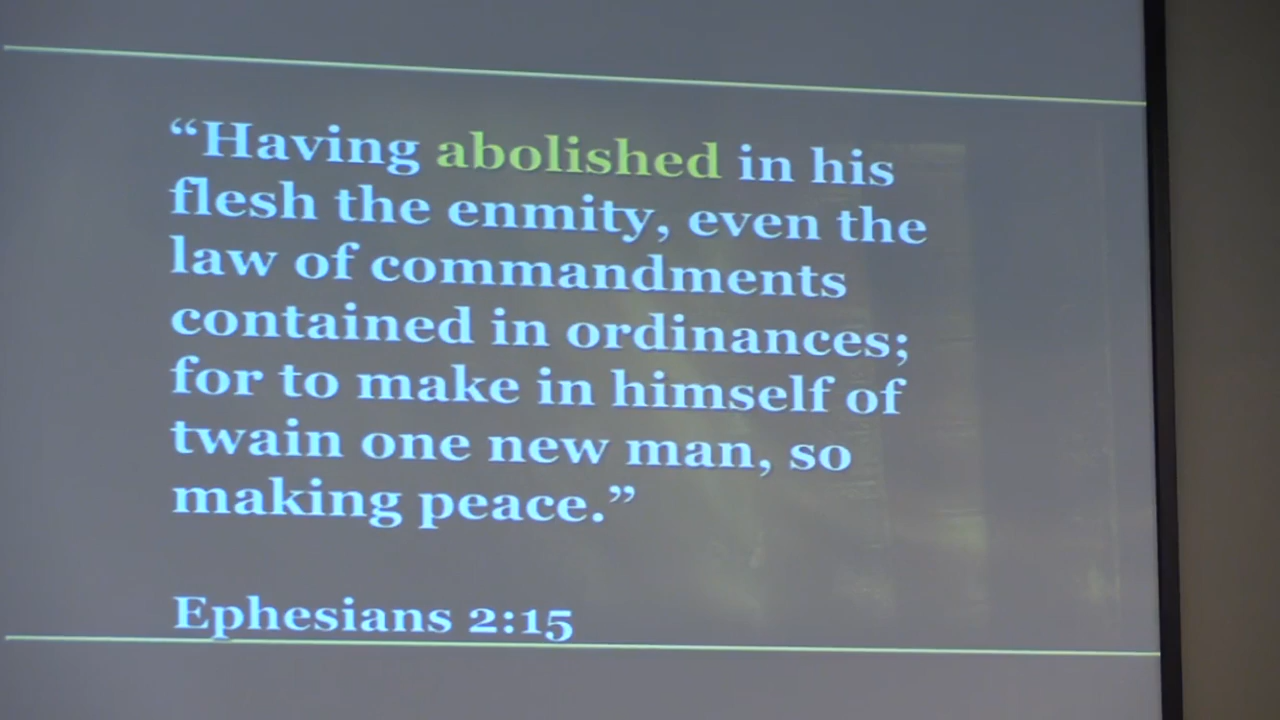 “Having abolished in his
flesh the enmity, even the
law of commandments
contained in ordinances;
for to make in himself of
twain one new man, so
making peace.”
Ephesians 2:15